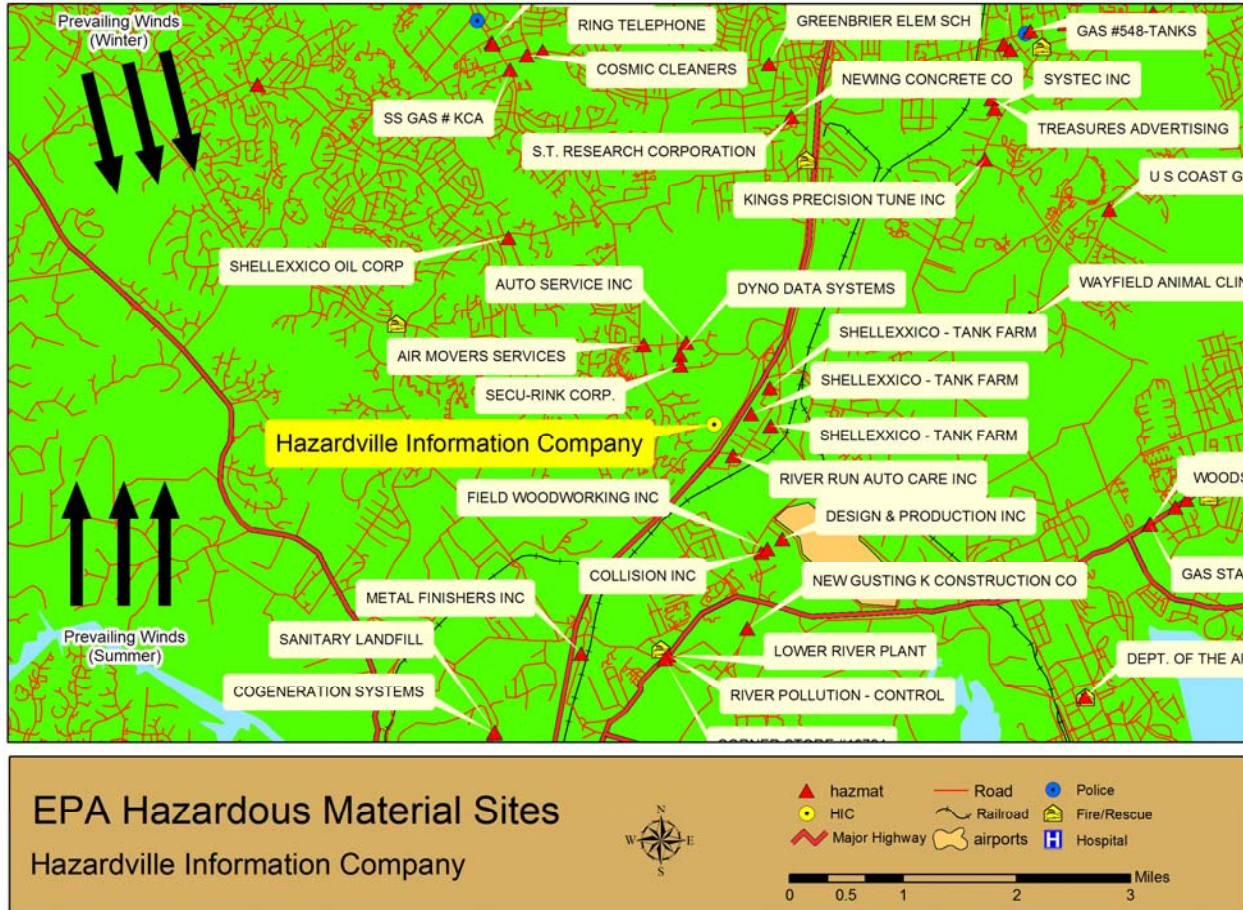 Prevailing Winds
(Winter)
RING TELEPHONE
GREENBRIER ELEM SCH
GAS #548-TANKS
COSMIC CLEANERS
NEWING CONCRETE CO
SYSTEC INC
SS GAS # KCA
TREASURES ADVERTISING
S.T. RESEARCH CORPORATION
U S COAST G
KINGS PRECISION TUNE INC
SHELLEXXICO OIL CORP
AUTO SERVICE INC
DYNO DATA SYSTEMS
WAYFIELD ANIMAL CLIN
SHELLEXXICO - TANK FARM
AIR MOVERS SERVICES
SHELLEXXICO - TANK FARM
SECU-RINK CORP.
Hazardville Information Company
SHELLEXXICO - TANK FARM
RIVER RUN AUTO CARE INC
WOODS
FIELD WOODWORKING INC
DESIGN & PRODUCTION INC
COLLISION INC
NEW GUSTING K CONSTRUCTION CO
GAS STA
METAL FINISHERS INC
Prevailing Winds
(Summer)
SANITARY LANDFILL
LOWER RIVER PLANT
DEPT. OF THE
COGENERATION SYSTEMS
RIVER POLLUTION - CONTROL
EPA Hazardous Material Sites
Hazardville Information Company
N
W
E
S
hazmat
Road
Police
HIC
Railroad
Fire/Rescue
Major Highway
airports
H
Hospital
Miles
0 0.5 1 2 3